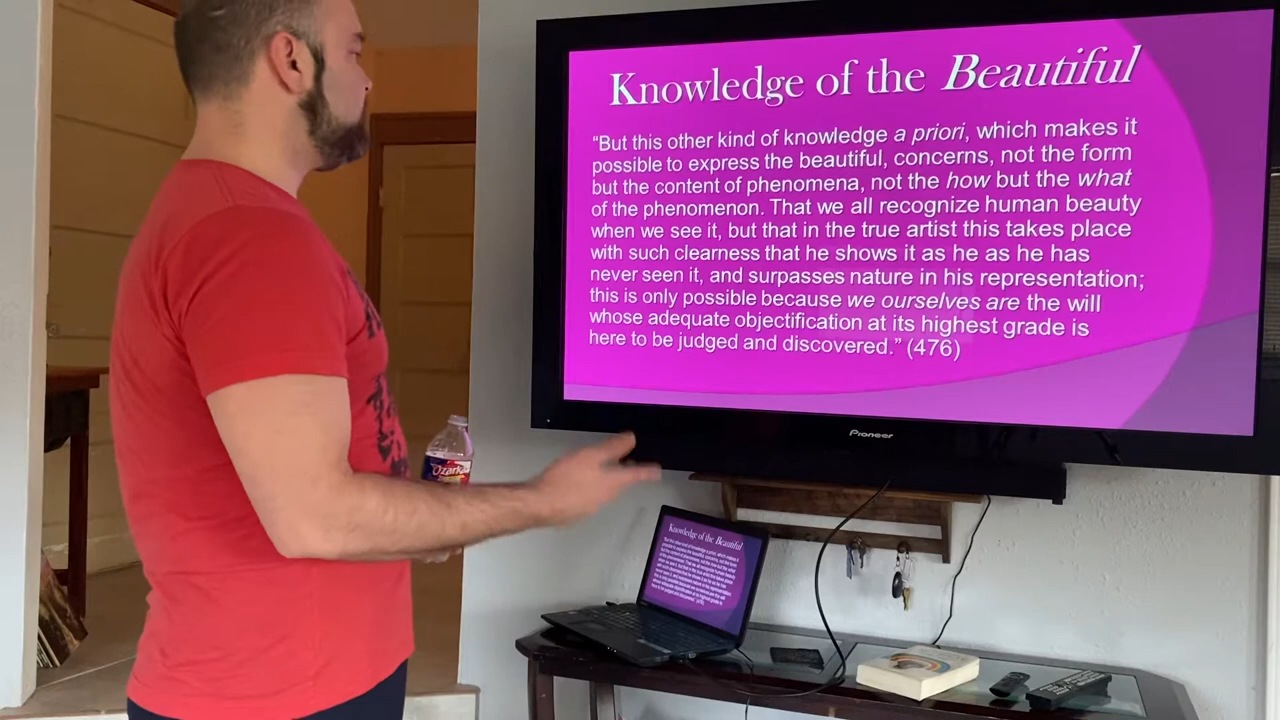 Knowledge of the Beautiful
“But this other kind of knowledge a priori, which makes it
possible to express the beautiful, concerns, not the form
but the content of phenomena, not the how but the what
of the phenomenon. That we all recognize human beauty
when we see it, but that in the true artist this takes place
with such clearness that he shows it as he as he has
never seen it, and surpasses nature in his representation;
this is only possible because we ourselves are the will
whose adequate objectification at its highest grade is
here to be judged and discovered.” (476)
Pioneer
Ozarka
Knowledge of the Beautiful